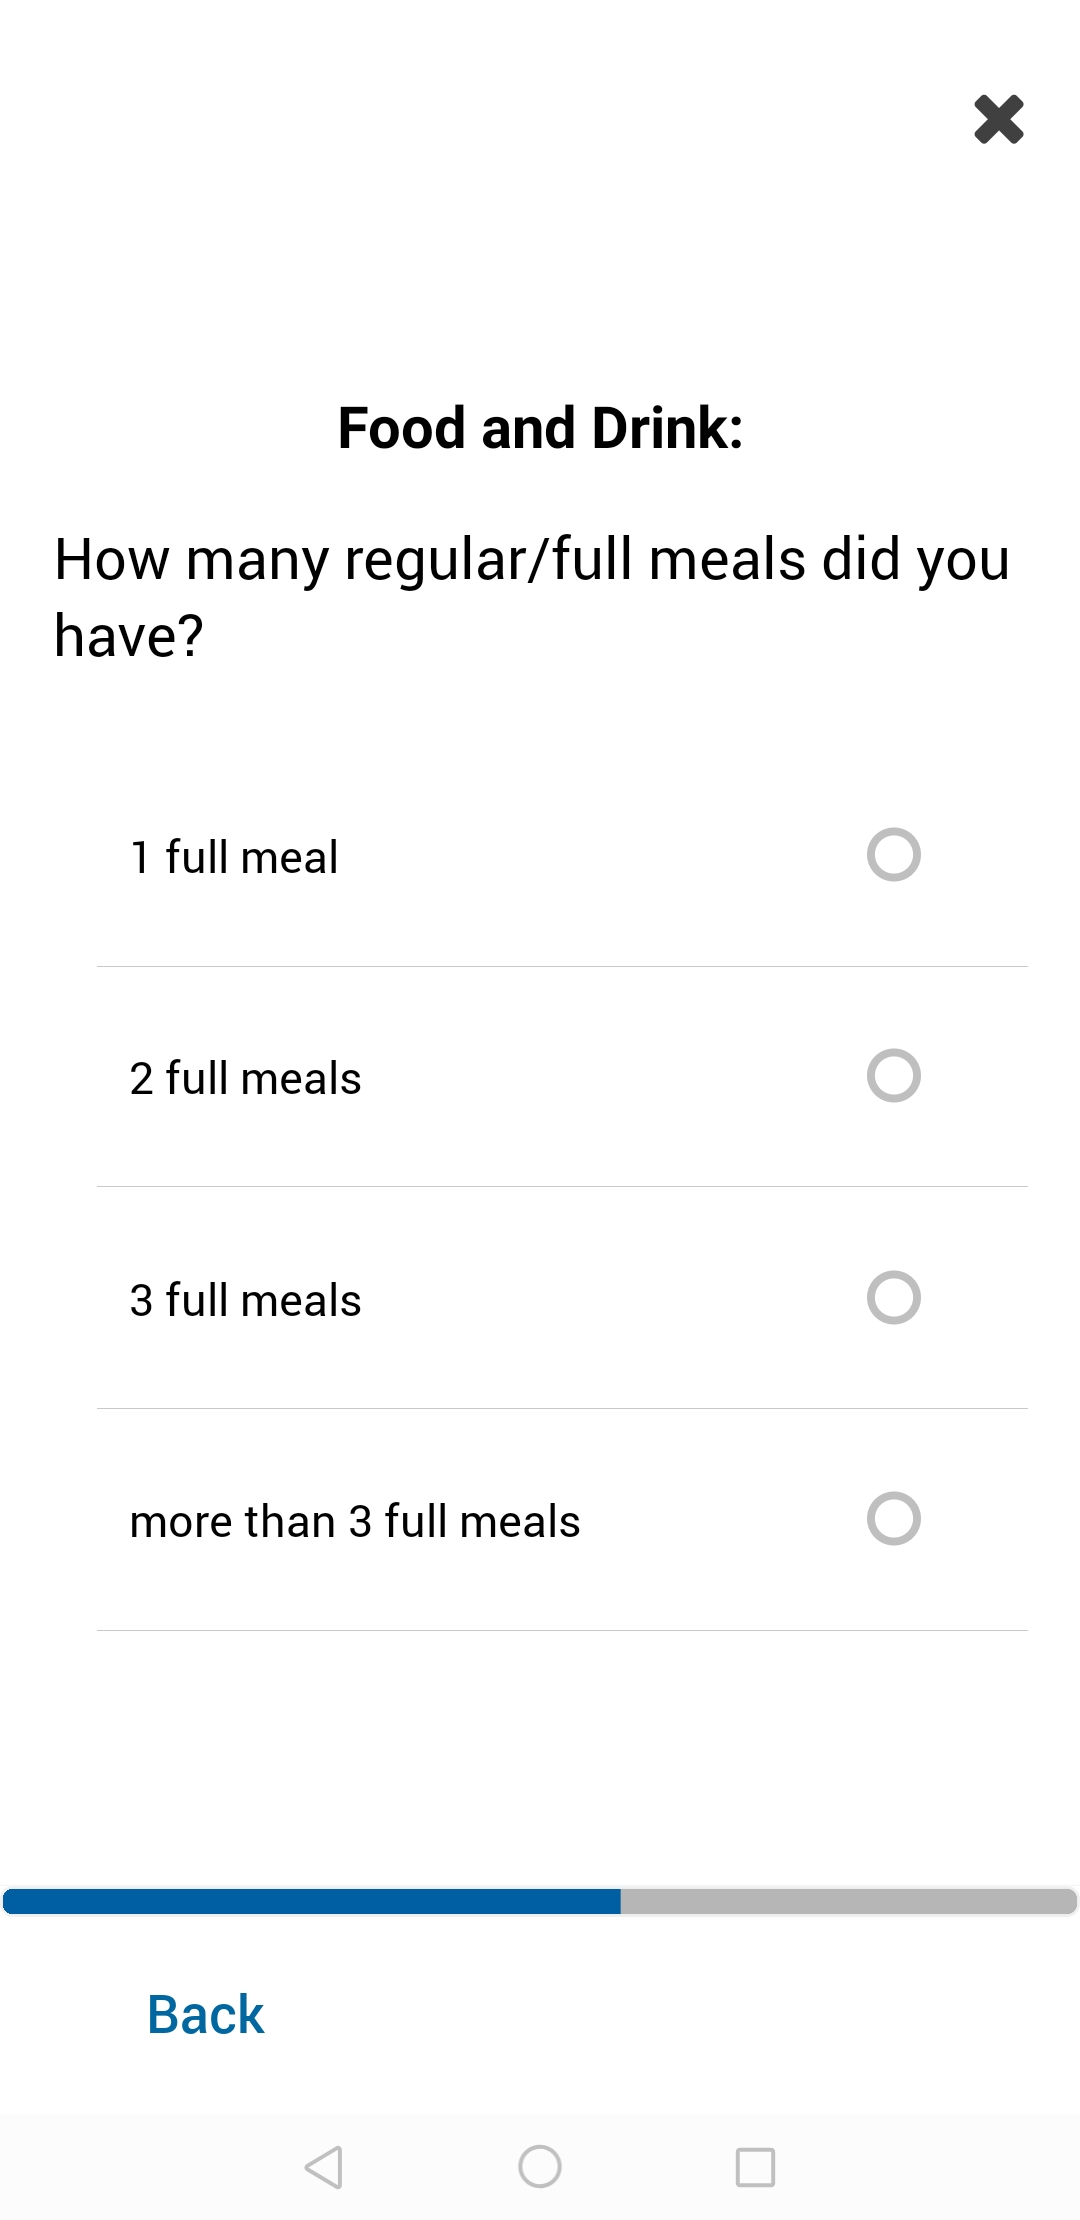 Food and Drink:
How many regular/full meals did you
have?
1 full meal
2 full meals
3 full meals
more than 3 full meals
Back